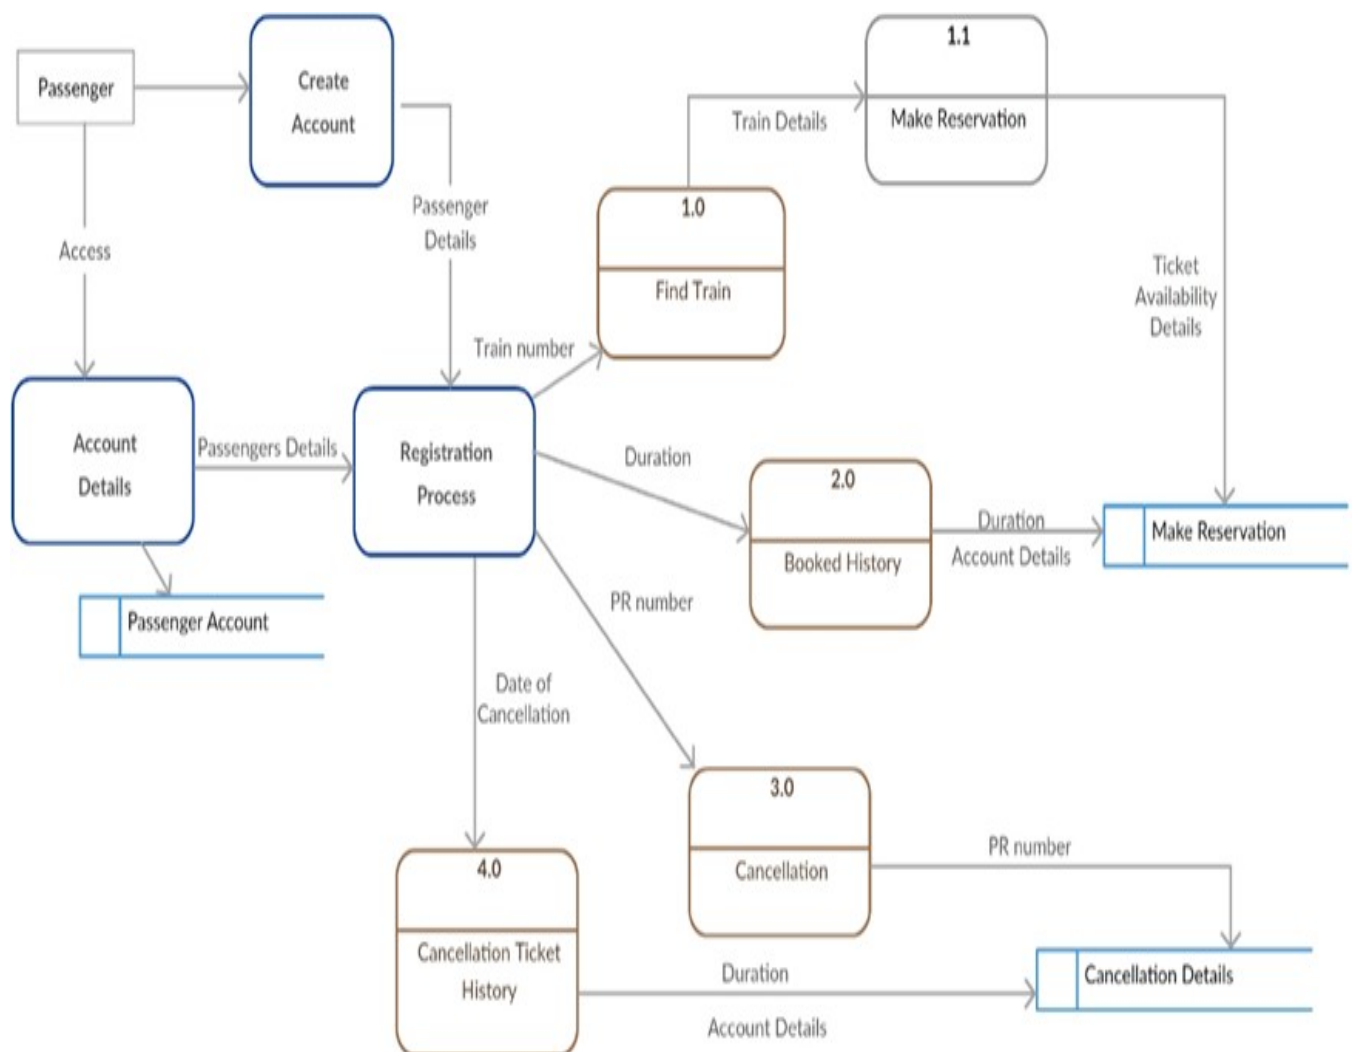 Passenger
Create
Account
1.1
Make Reservation
Train Details
Passenger
Details
1.0
Find Train
Access
Ticket
Availability
Details
Train number
Account
Details
Passengers Details
Registration
Process
Duration
2.0
Booked History
Duration
Account Details
Make Reservation
Passenger Account
PR number
Date of
Cancellation
3.0
Cancellation
PR number
4.0
Cancellation Ticket
History
Duration
Account Details
Cancellation Details